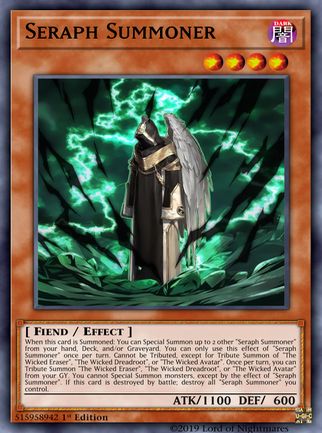 SERAPH SUMMONER
DARK
闇
[ FIEND / EFFECT ]
When this card is Summoned: You can Special Summon up to 2 other "Seraph Summoner"
from your hand, Deck, and/or Graveyard. You can only use this effect of "Seraph
Summoner" once per turn. Cannot be Tributed, except for Tribute Summon of "The
Wicked Eraser", "The Wicked Dreadroot", or "The Wicked Avatar". Once per turn, you can
Tributte Summon "The Wicked Eraser", "The Wicked Dreadroot", or "The Wicked Avatar"
from your GY. You cannot Special Summon monsters, except by the effect of "Seraph
Summoner". If this card is destroyed by battle; destroy all "Seraph Summoner" you
control.
ATK/1100 DEF/ 600
515958942 1st Edition
©2019 Lord of Nightmares